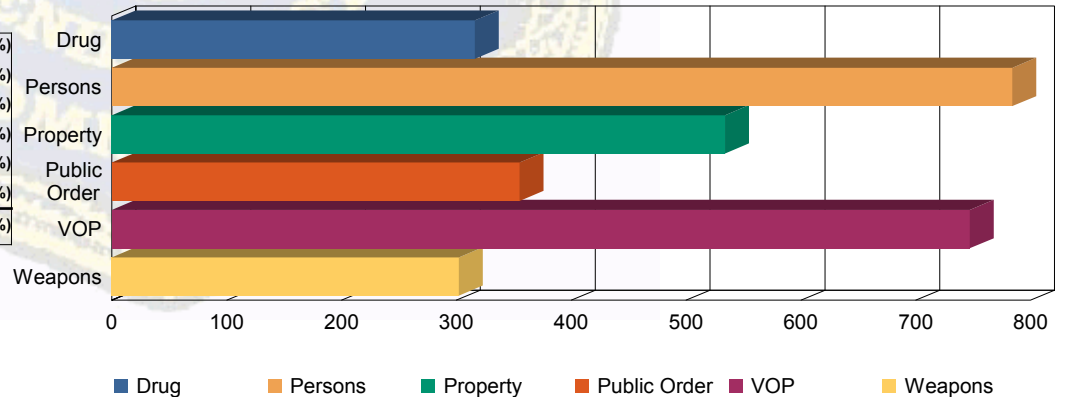 %)
%)
%)
%)
%)
%)
%)
Drug
Persons
Property
Public
Order
VOP
Weapons
0 100 200 300 400 500 600 700 800
Drug Persons Property Public Order VOP Weapons